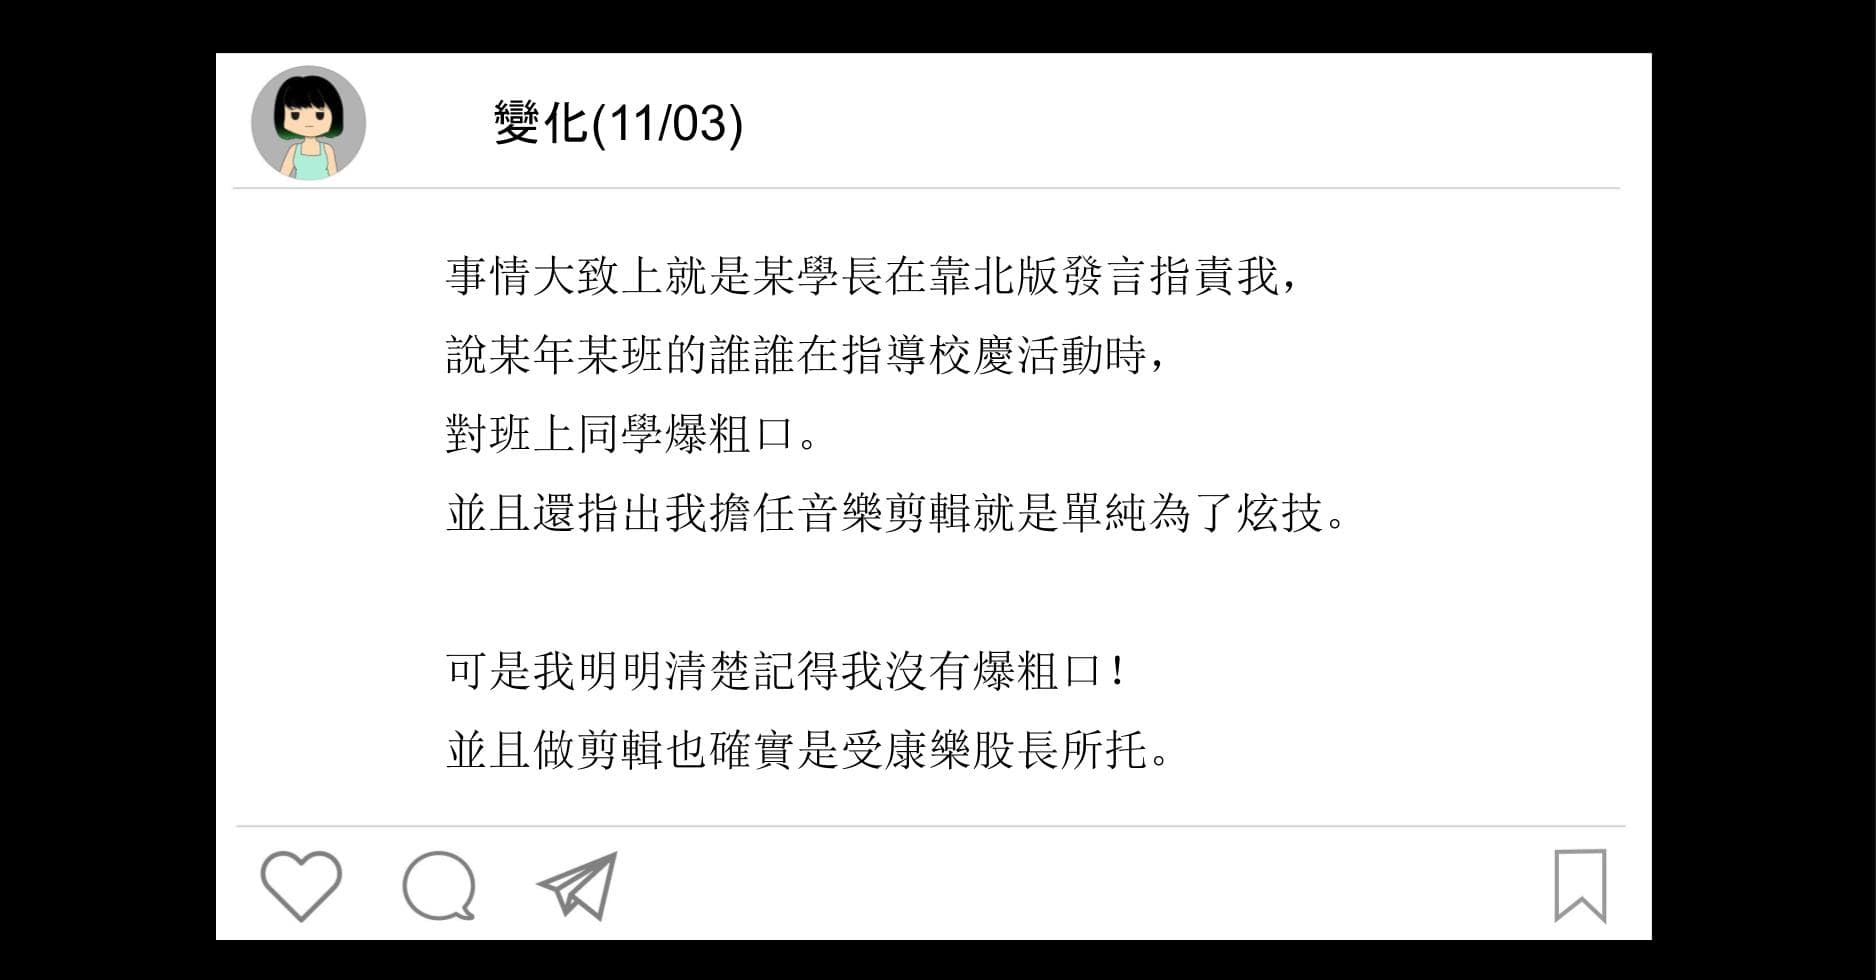 變化(11/03)
事情大致上就是某學長在靠北版發言指責我，
說某年某班的誰誰在指導校慶活動時，
對班上同學爆粗口。
並且還指出我擔任音樂剪輯就是單純為了炫技。
可是我明明清楚記得我沒有爆粗口！
並且做剪輯也確實是受康樂股長所托。